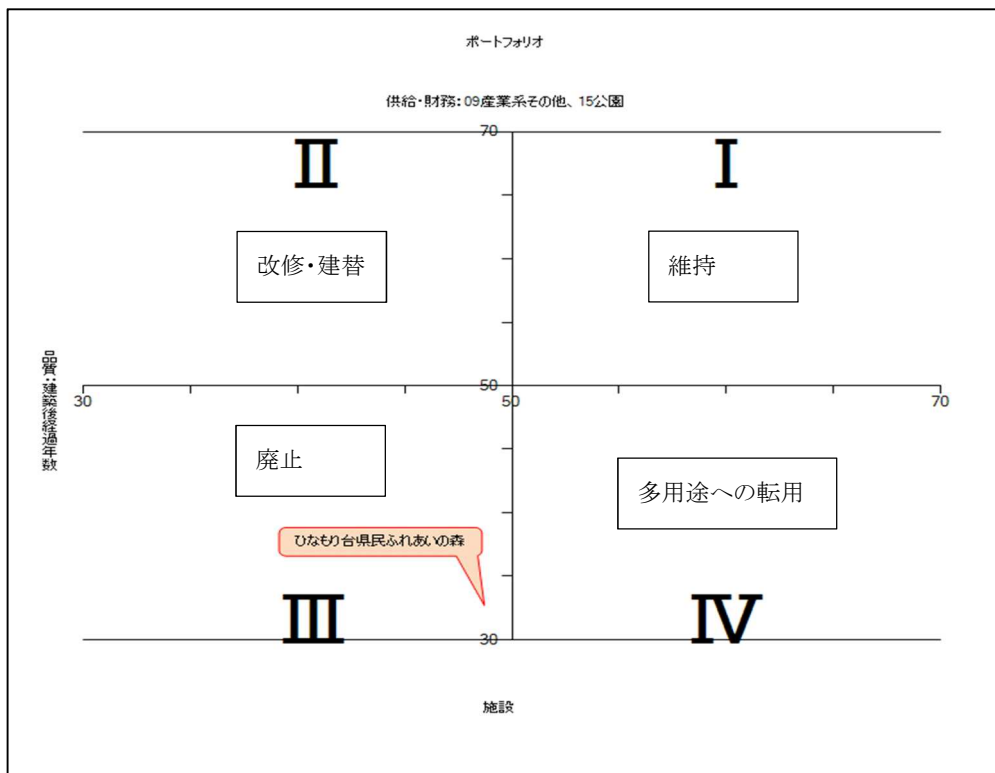 ポートフォリオ
供給・財務：09産業系その他、15公園
70
Ⅱ
Ⅰ
改修・建替
維持
品質：建築後経過年数
30
50
50
70
廃止
多用途への転用
ひなもり台県民ふれあいの森
Ⅲ
30
Ⅳ
施設